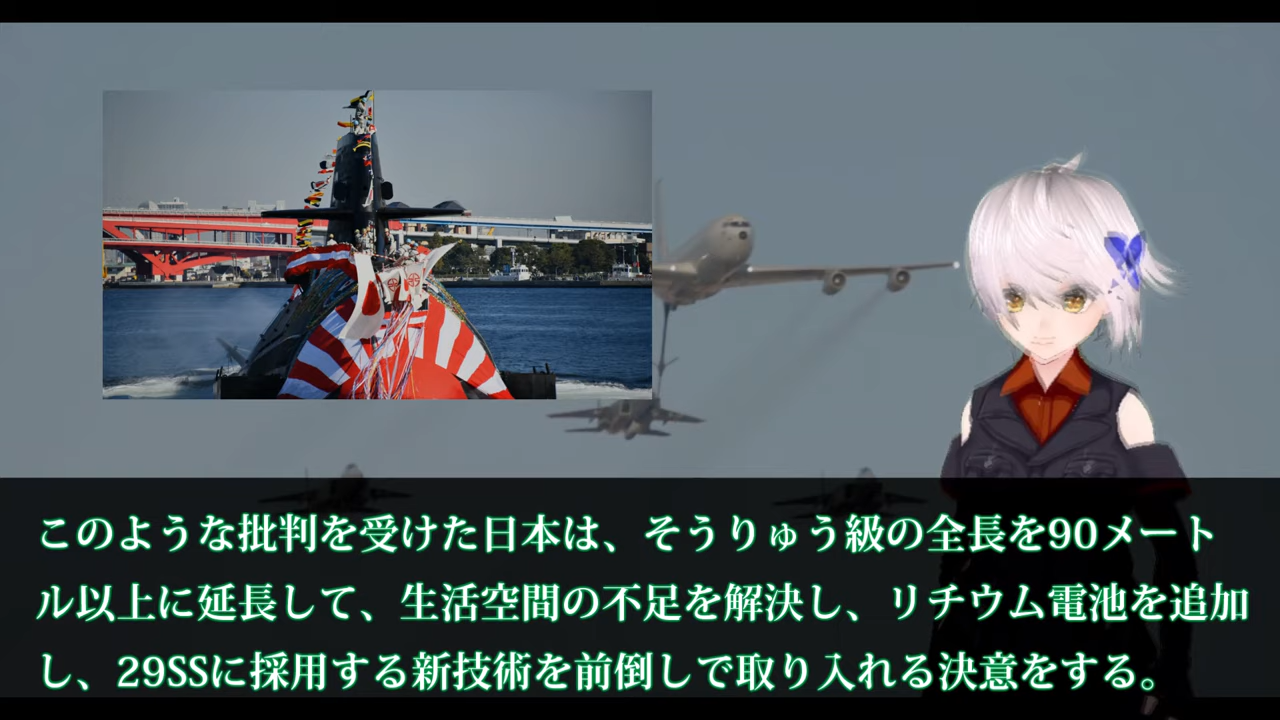 このような批判を受けた日本は、そうりゅう級の全長を90メート
ル以上に延長して、生活空間の不足を解決し、リチウム電池を追加
し、29SSに採用する新技術を前倒しで取り入れる決意をする。